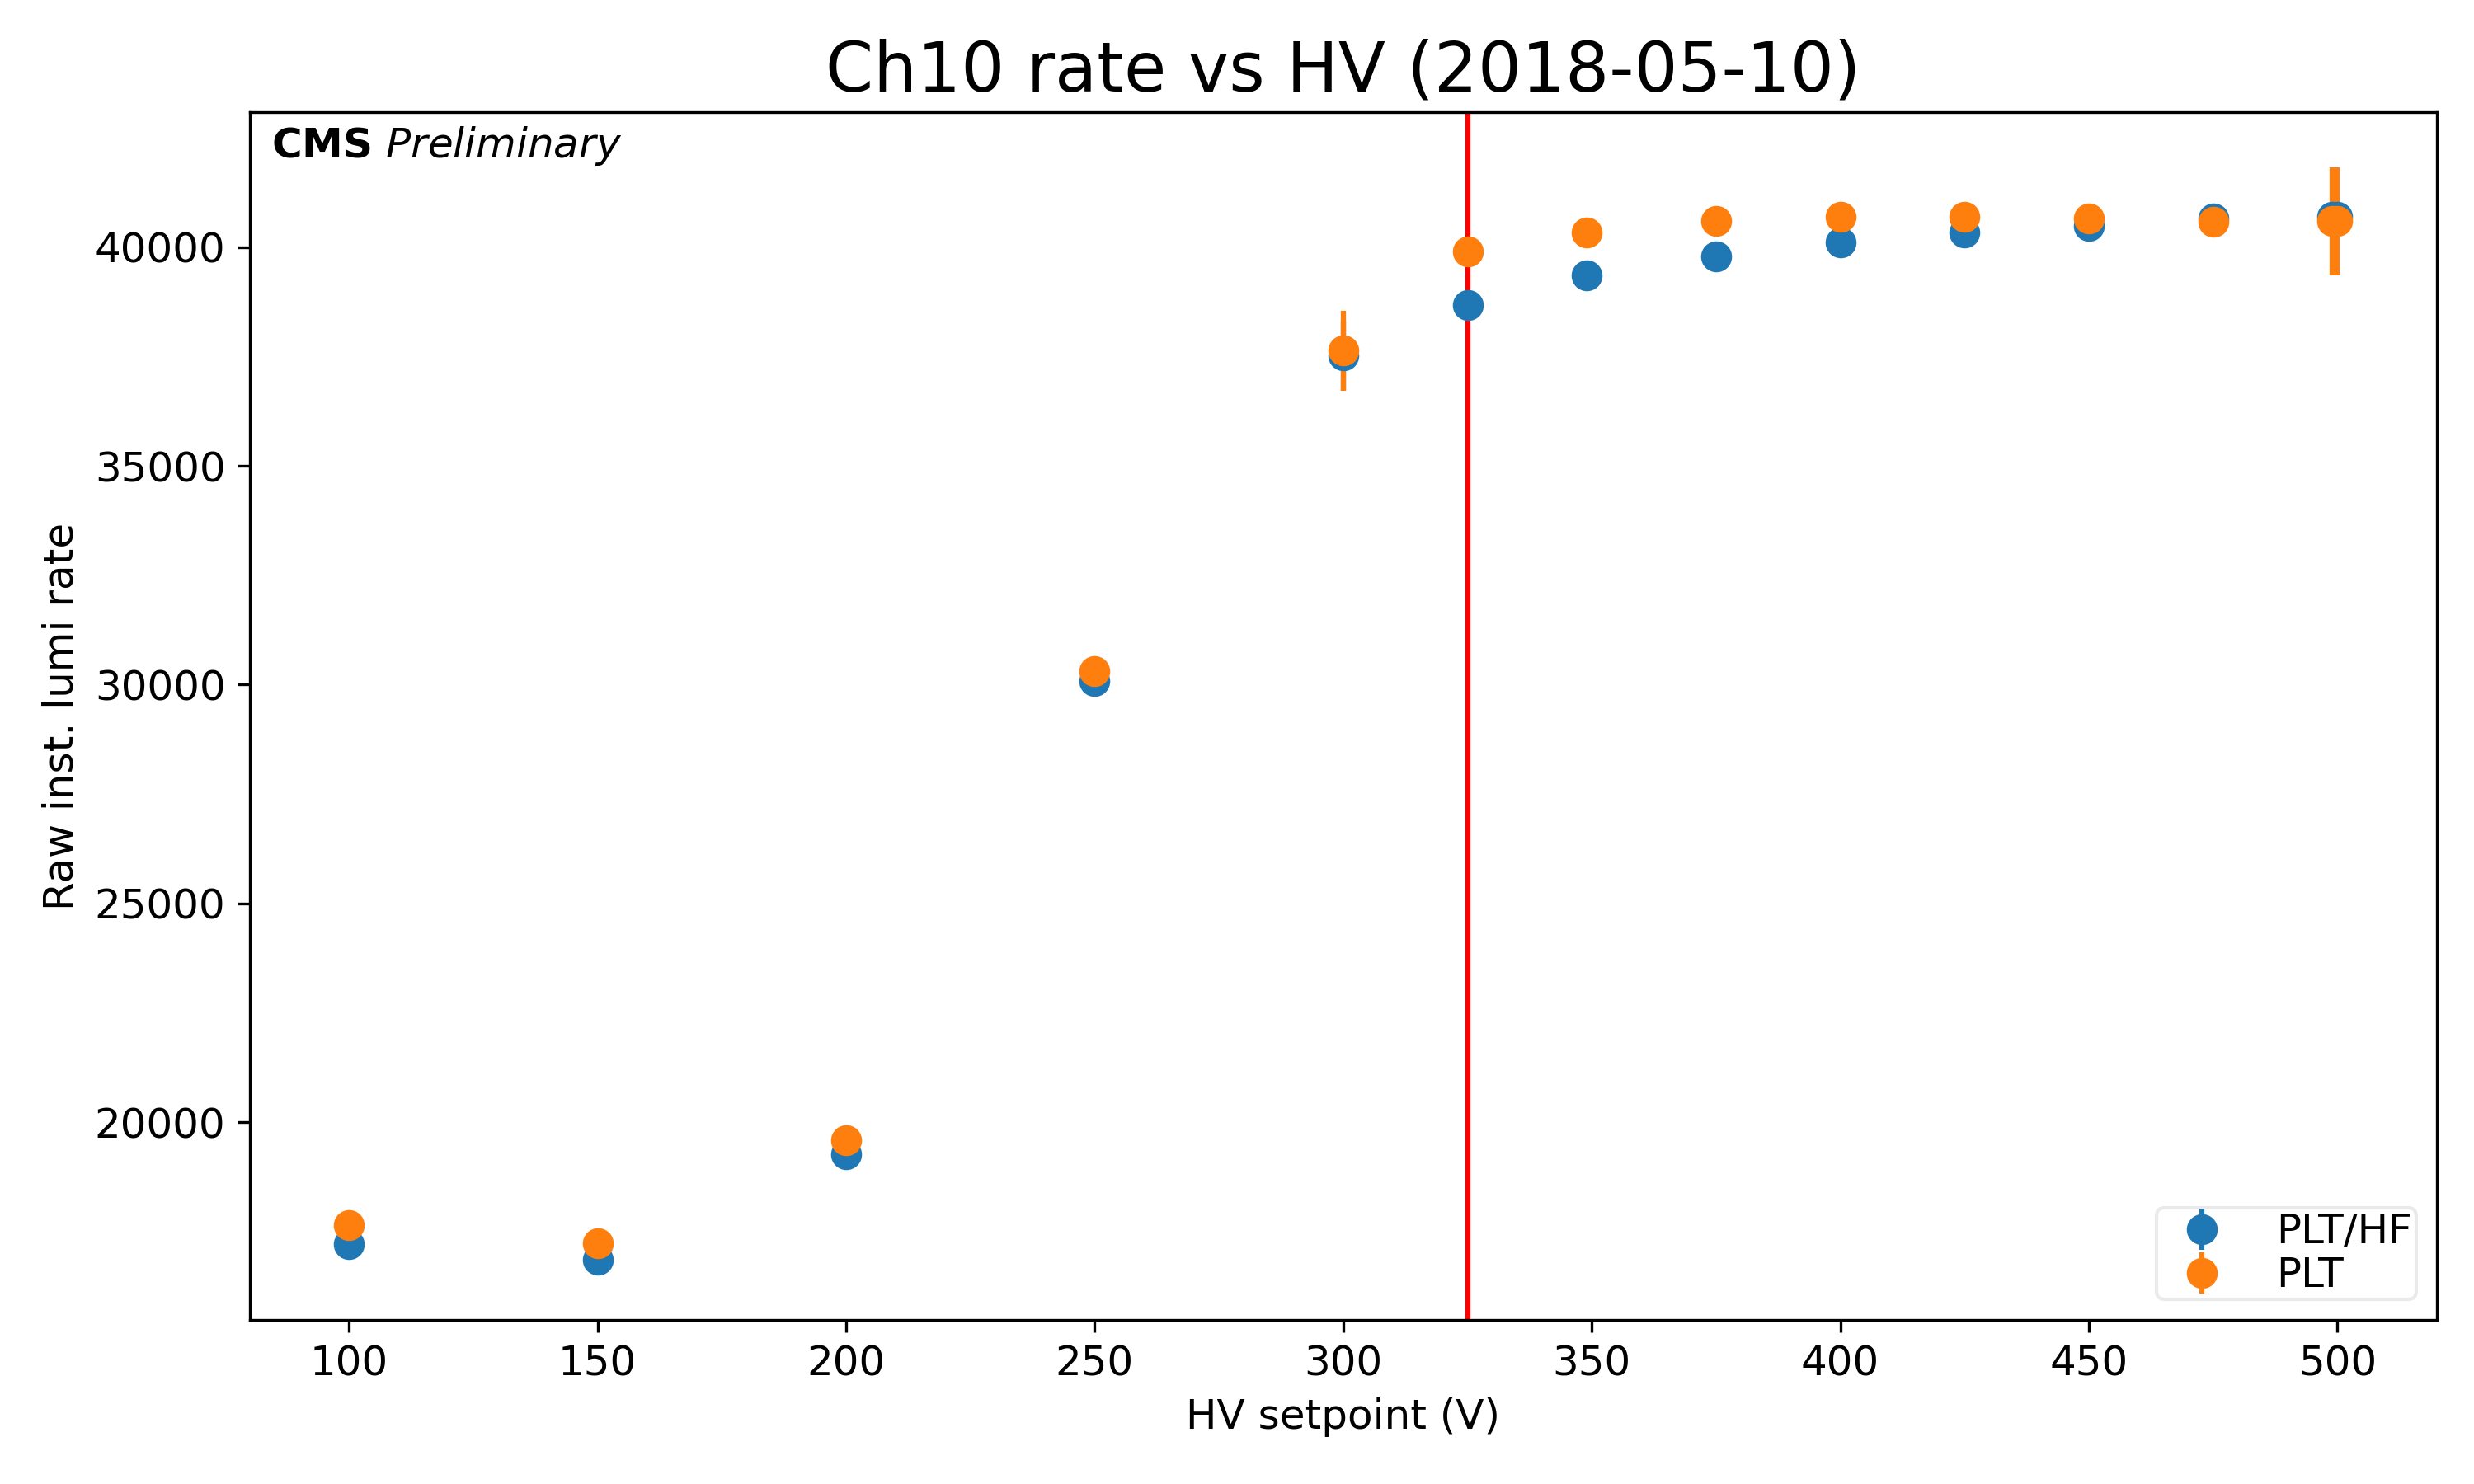 Ch10 rate vs HV (2018-05-10)
CMS Preliminary
40000
35000
30000
25000
20000
Raw inst. lumi rate
PLT/HF
PLT
100 150 200 250 300 350 400 450 500
HV setpoint (V)